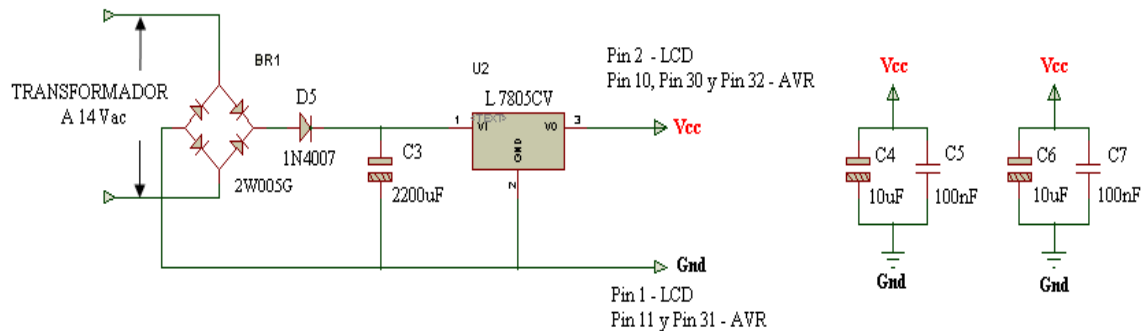 TRANSFORMADOR
A 14 Vac
BR1
2W005G
D5
1N4007
C3
2200uF
U2
L7805CV
<TEXT>
1
VI
VO
3
GND
2
Pin 2 - LCD
Pin 10, Pin 30 y Pin 32 - AVR
Vcc
Gnd
Pin 1 - LCD
Pin 11 y Pin 31 - AVR
Vcc
C4
10uF
C5
100nF
Gnd
Vcc
C6
10uF
C7
100nF
Gnd